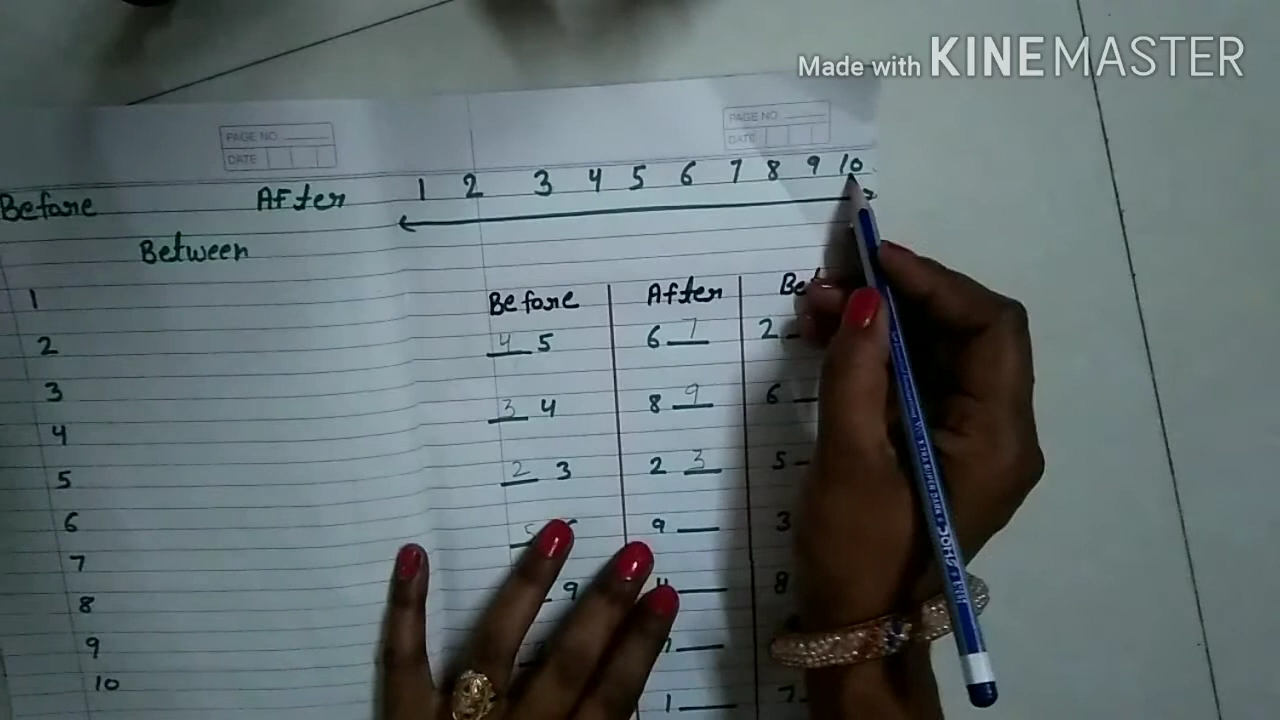 Made with KINEMASTER
PAGE NO.
DATE
PAGE NO.
DATE
1 2 3 4 5 6 7 8 9 10
Before After
Between
1
2
3
4
5
6
7
8
9
10
Before After
4 5 6 7 2
3 4 8 9 6
2 3 2 3 5
5 9 3
9 8
1 7